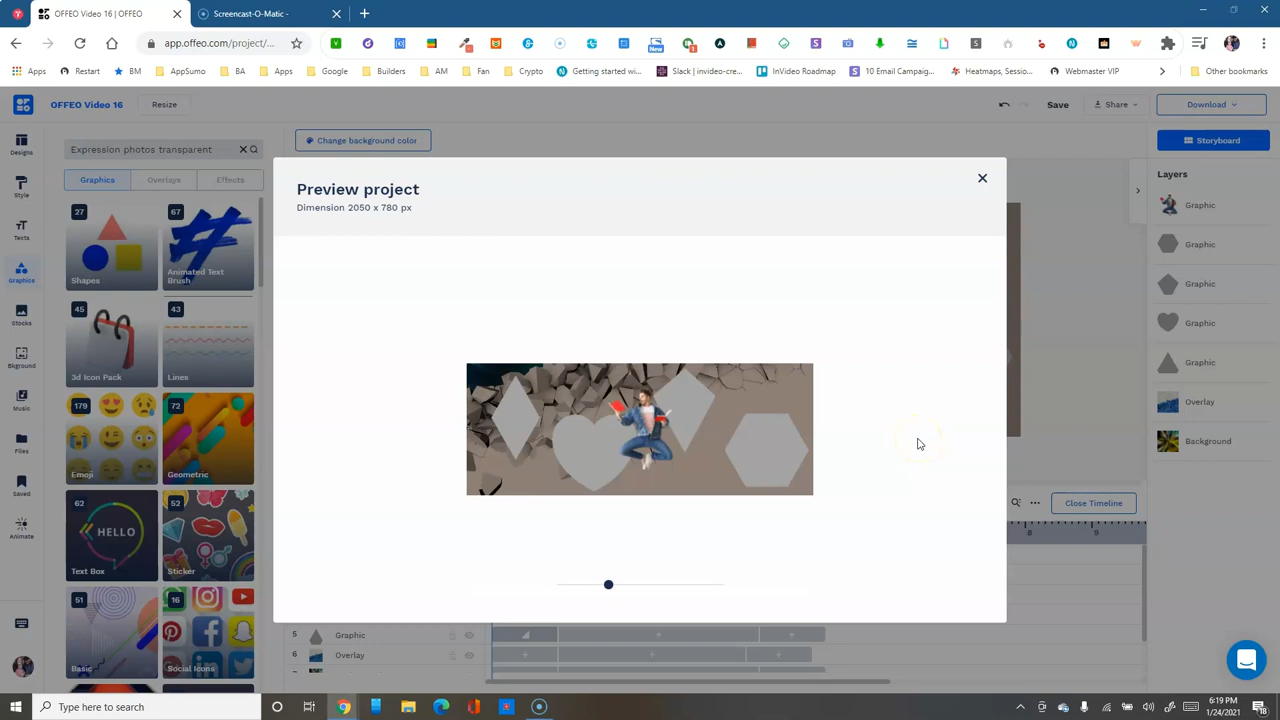 OFFEO Video 16 | OFFEO
Screencast-O-Matic -
app.offeo.com/project/...
New
1
Apps
Restart
BM
AppSumo
BA
Apps
Google
Builders
AM
Fan
Crypto
Getting started wi...
Slack | invideo-cre...
InVideo Roadmap
10 Email Campaig...
Heatmaps, Sessio...
Webmaster VIP
Other bookmarks
OFFEO Video 16
Resize
Save
Share
Download
Designs
Style
Texts
Graphics
Stocks
Bkground
Music
Files
Saved
Animate
Expression photos transparent
Graphics
Overlays
Effects
27
Shapes
67
Animated Text
Brush
45
3d Icon Pack
43
Lines
179
Emoji
72
Geometric
62
HELLO
Text Box
52
Sticker
51
Basic
16
Social Icons
Change background color
Storyboard
Preview project
Dimension 2050 x 780 px
Layers
Graphic
Graphic
Graphic
Graphic
Graphic
Overlay
Background
Close Timeline
8
9
5
Graphic
6
Overlay
Type here to search
6:19 PM
1/24/2021
18